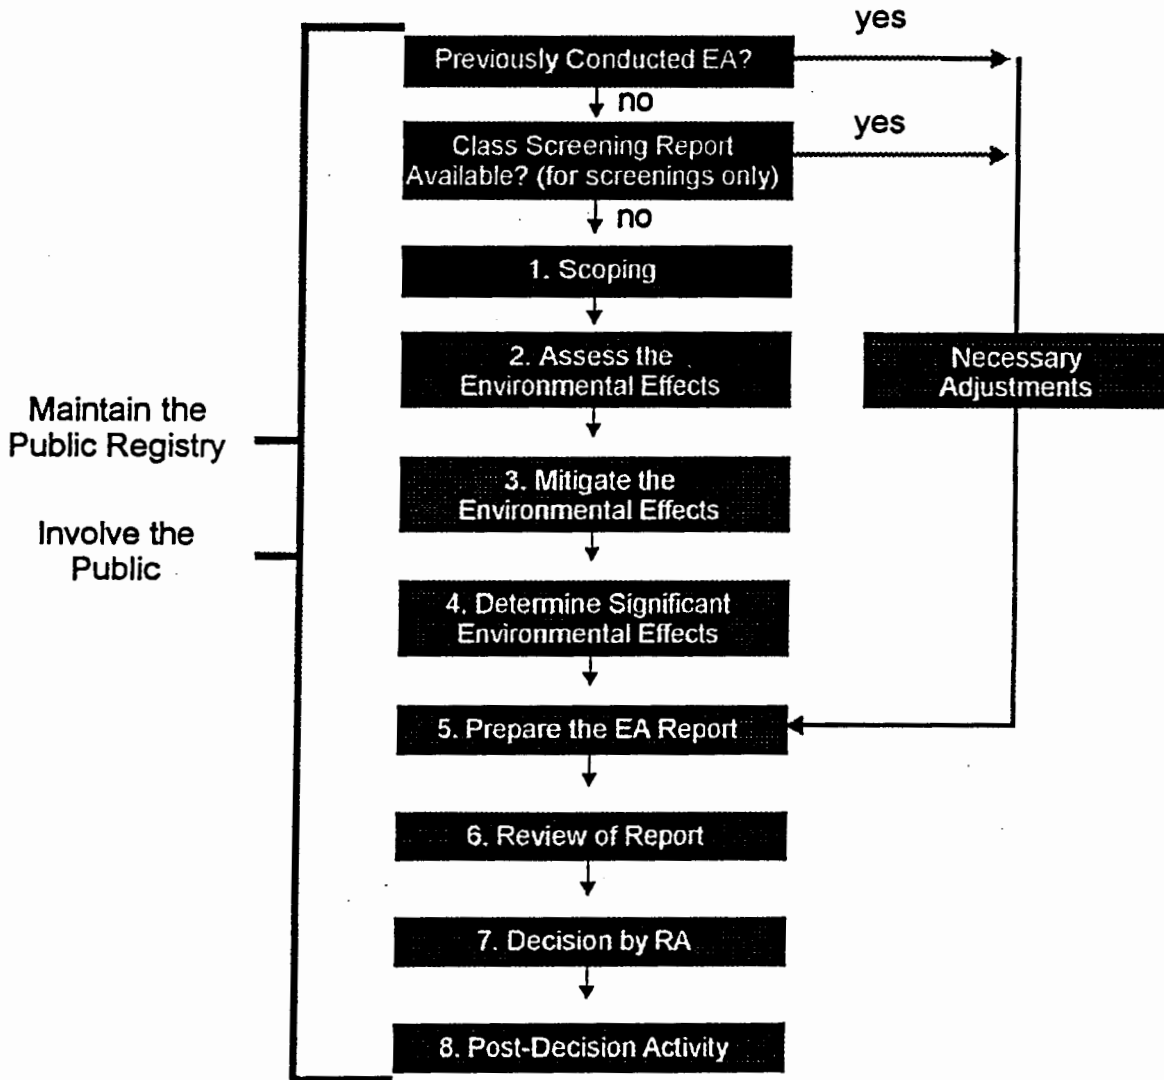 yes
Previously Conducted EA?
no
yes
Class Screening Report
Available? (for screenings only)
no
1. Scoping
2. Assess the
Environmental Effects
Necessary
Adjustments
Maintain the
Public Registry
3. Mitigate the
Environmental Effects
Involve the
Public
4. Determine Significant
Environmental Effects
5. Prepare the EA Report
6. Review of Report
7. Decision by RA
8. Post-Decision Activity